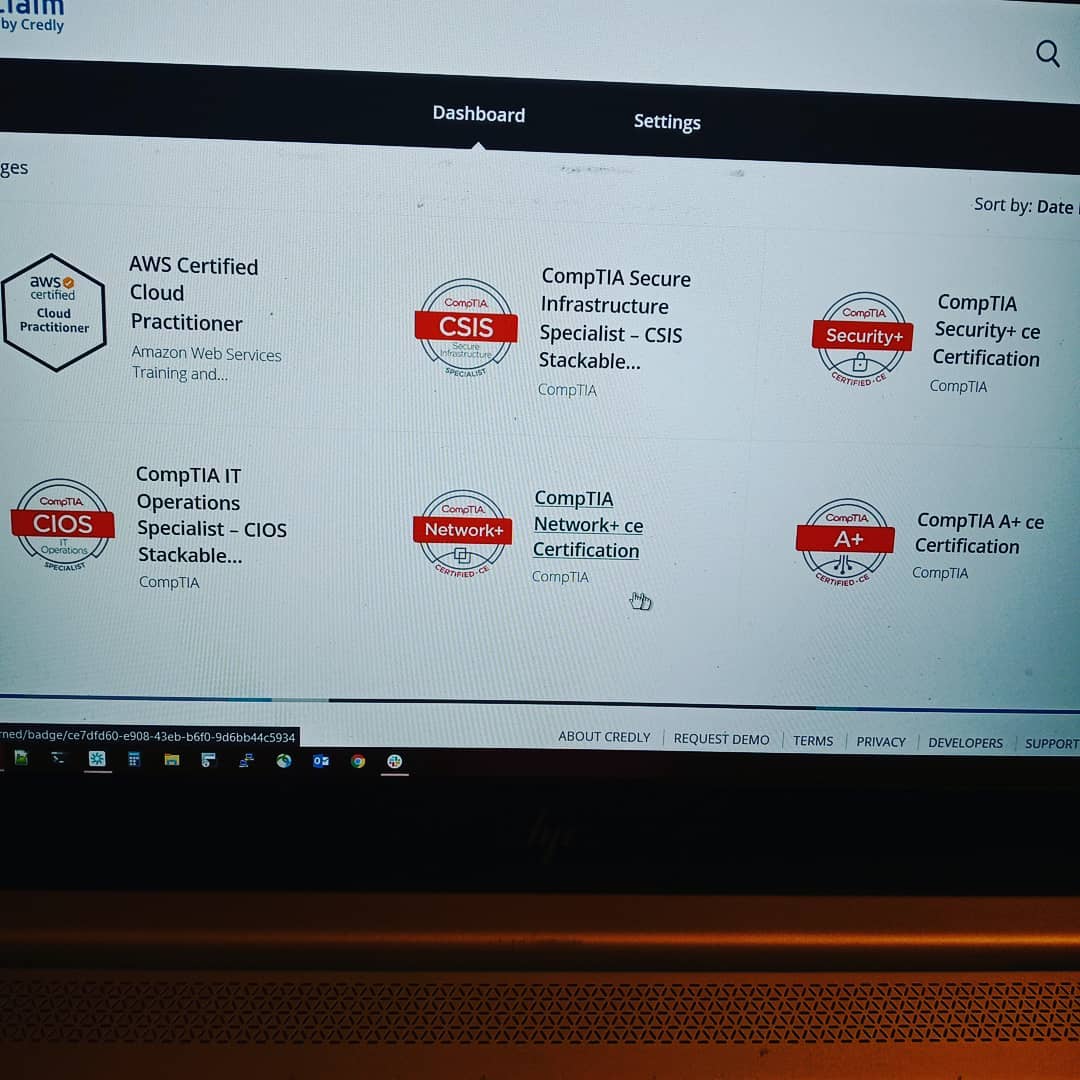 laim
by Credly
Dashboard
Settings
ges
Sort by: Date
aws
certified
Cloud
Practitioner
AWS Certified
Cloud
Practitioner
Amazon Web Services
Training and...
CompTIA
CSIS
Secure
Infrastructure
SPECIALIST
CompTIA Secure
Infrastructure
Specialist – CSIS
Stackable...
CompTIA
CompTIA
Security+
CERTIFIED·CE
CompTIA
Security+ ce
Certification
CompTIA
CompTIA
CIOS
IT
Operations
SPECIALIST
CompTIA IT
Operations
Specialist – CIOS
Stackable...
CompTIA
CompTIA
Network+
CERTIFIED·CE
CompTIA
Network+ ce
Certification
CompTIA
CompTIA
A+
CERTIFIED·CE
CompTIA A+ ce
Certification
CompTIA
rned/badge/ce7dfd60-e908-43eb-b6f0-9d6bb44c5934
ABOUT CREDLY
REQUEST DEMO
TERMS
PRIVACY
DEVELOPERS
SUPPORT
hp